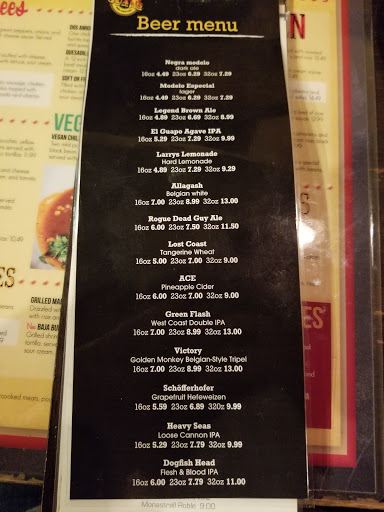 Beer menu
Negra modelo
dark ale
16oz 4.49 23oz 6.29 32oz 7.29
Modelo Especial
lager
16oz 4.49 23oz 6.29 32oz 7.29
Legend Brown Ale
16oz 4.89 23oz 6.69 32oz 8.99
El Guapo Agave IPA
16oz 5.29 23oz 7.29 32oz 9.99
Larrys Lemonade
Hard Lemonade
16oz 4.89 23oz 7.29 32oz 9.29
Allagash
Belgian white
16oz 7.00 23oz 8.99 32oz 13.00
Rogue Dead Guy Ale
16oz 6.00 23oz 7.50 32oz 11.50
Lost Coast
Tangerine Wheat
16oz 5.00 23oz 7.00 32oz 9.00
ACE
Pineapple Cider
16oz 6.00 23oz 7.00 32oz 9.00
Green Flash
West Coast Double IPA
16oz 7.00 23oz 8.99 32oz 13.00
Victory
Golden Monkey Belgian-Style Tripel
16oz 7.00 23oz 8.99 32oz 13.00
Schöfferhofer
Grapefruit Hefeweizen
16oz 5.59 23oz 6.89 320z 9.99
Heavy Seas
Loose Cannon IPA
16oz 5.29 23oz 7.79 32oz 9.99
Dogfish Head
Flesh & Blood IPA
16oz 6.00 23oz 7.79 32oz 11.00
VEG
VEGAN CHIL
GRILLED MA
BAJA BU
sour cream.